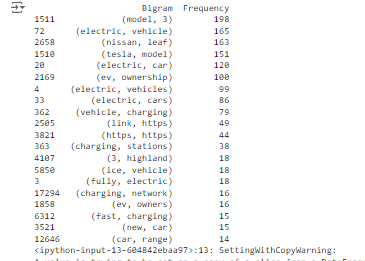 Bigram Frequency
1511 (model, 3) 198
72 (electric, vehicle) 165
2658 (nissan, leaf) 163
1510 (tesla, model) 151
20 (electric, car) 120
2169 (ev, ownership) 100
4 (electric, vehicles) 99
33 (electric, cars) 86
362 (vehicle, charging) 79
2505 (link, https) 49
3821 (https, https) 44
363 (charging, stations) 38
4107 (3, highland) 18
5850 (ice, vehicle) 18
3 (fully, electric) 18
17294 (charging, network) 16
1858 (ev, owners) 16
6312 (fast, charging) 15
3521 (new, car) 15
12646 (car, range) 14
<ipython-input-13-604842ebaa97>:13: SettingWithCopyWarning: